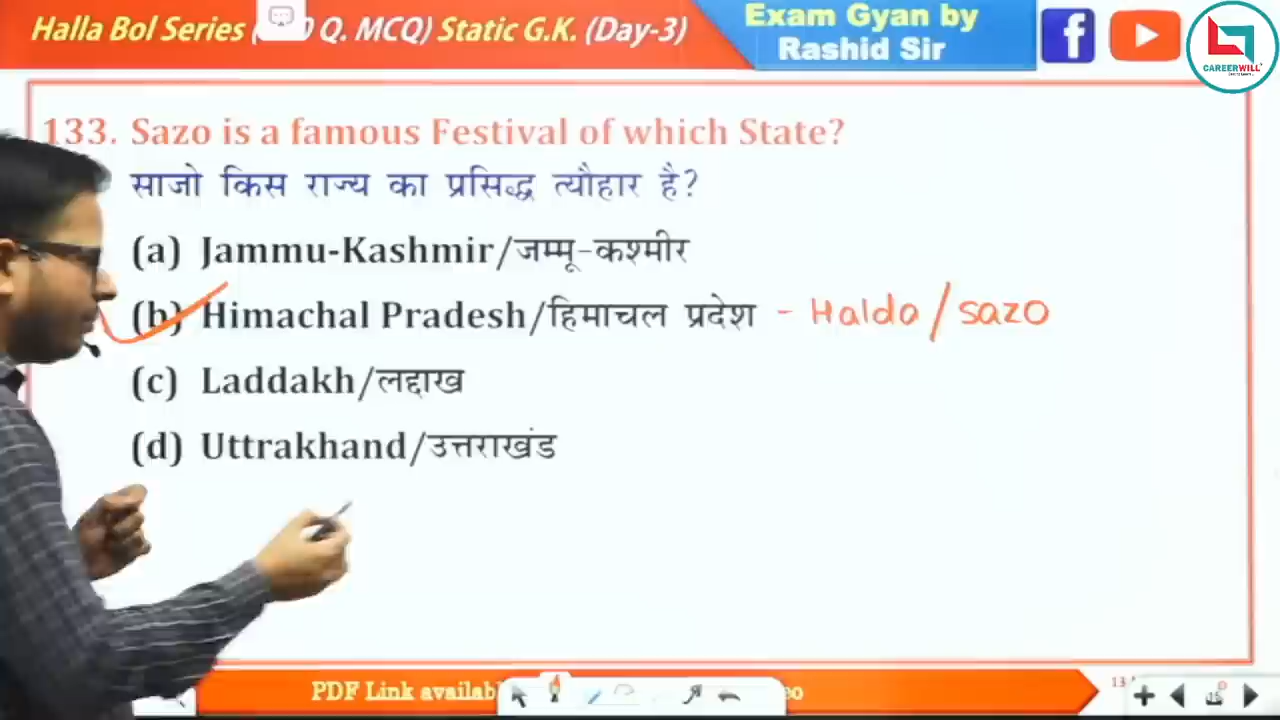 Halla Bol Series ( 0 Q. MCQ) Static G.K. (Day-3)
Exam Gyan by
Rashid Sir
CAREERWILL
133. Sazo is a famous Festival of which State?
साजो किस राज्य का प्रसिद्ध त्यौहार है?
(a) Jammu-Kashmir/जम्मू-कश्मीर
(b) Himachal Pradesh/हिमाचल प्रदेश - Haldo / sazo
(c) Laddakh/लद्दाख
(d) Uttrakhand/उत्तराखंड
PDF Link